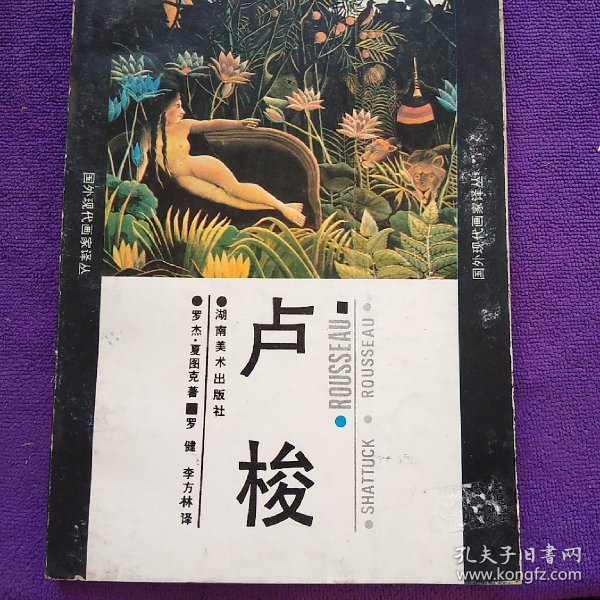 国外现代画家译丛
国外现代画家译丛
卢梭
ROUSSEAU
SHATTUCK • ROUSSEAU
●湖南美术出版社
●罗杰·夏图克著■罗健 李方林译
孔夫子旧书网
www.kongfz.com